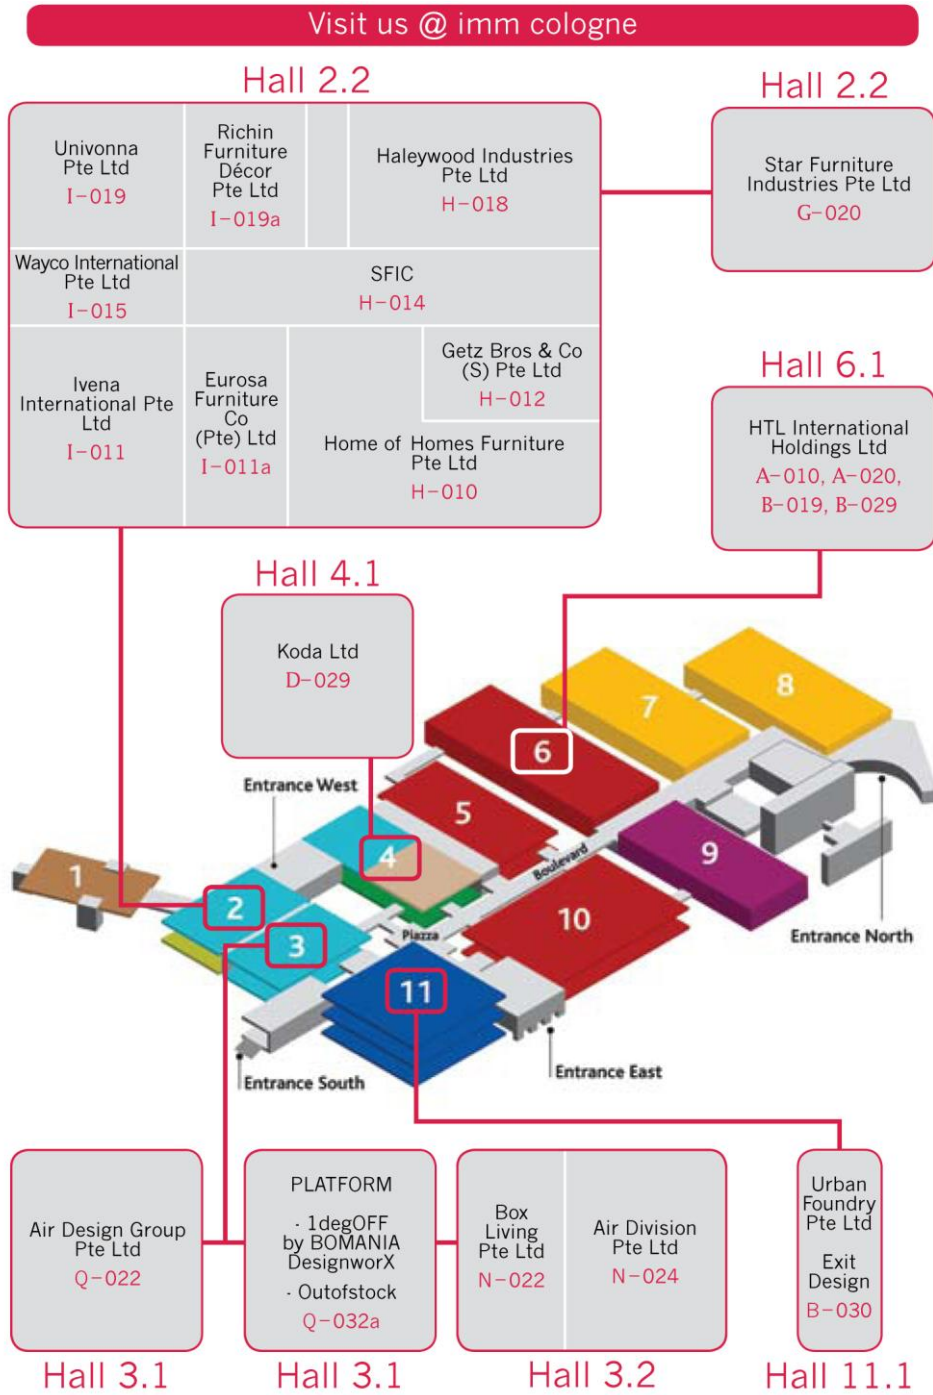 Visit us @ imm cologne
Hall 2.2
Univonna
Pte Ltd
I-019
Richin
Furniture
Décor
Pte Ltd
I-019a
Haleywood Industries
Pte Ltd
H-018
Wayco International
Pte Ltd
I-015
SFIC
H-014
Ivena
International Pte
Ltd
I-011
Eurosa
Furniture
Co
(Pte) Ltd
I-011a
Getz Bros & Co
(S) Pte Ltd
H-012
Home of Homes Furniture
Pte Ltd
H-010
Hall 2.2
Star Furniture
Industries Pte Ltd
G-020
Hall 6.1
HTL International
Holdings Ltd
A-010, A-020,
B-019, B-029
Hall 4.1
Koda Ltd
D-029
8
7
6
Entrance West
5
4
9
Boulevard
1
2
10
3
Piazza
Entrance North
11
Entrance South
Entrance East
Air Design Group
Pte Ltd
Q-022
Hall 3.1
PLATFORM
· 1degOFF
by BOMANIA
DesignworX
· Outofstock
Q-032a
Hall 3.1
Box
Living
Pte Ltd
N-022
Air Division
Pte Ltd
N-024
Hall 3.2
Urban
Foundry
Pte Ltd
Exit
Design
B-030
Hall 11.1